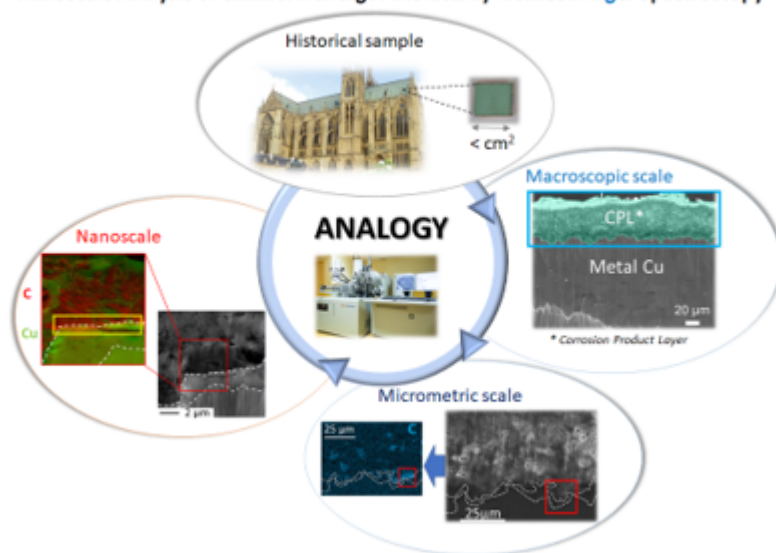 Historical sample
< cm²
Macroscopic scale
CPL*
Metal Cu
20 µm
* Corrosion Product Layer
ANALOGY
Nanoscale
C
Cu
2 µm
Micrometric scale
25 µm
C
25µm